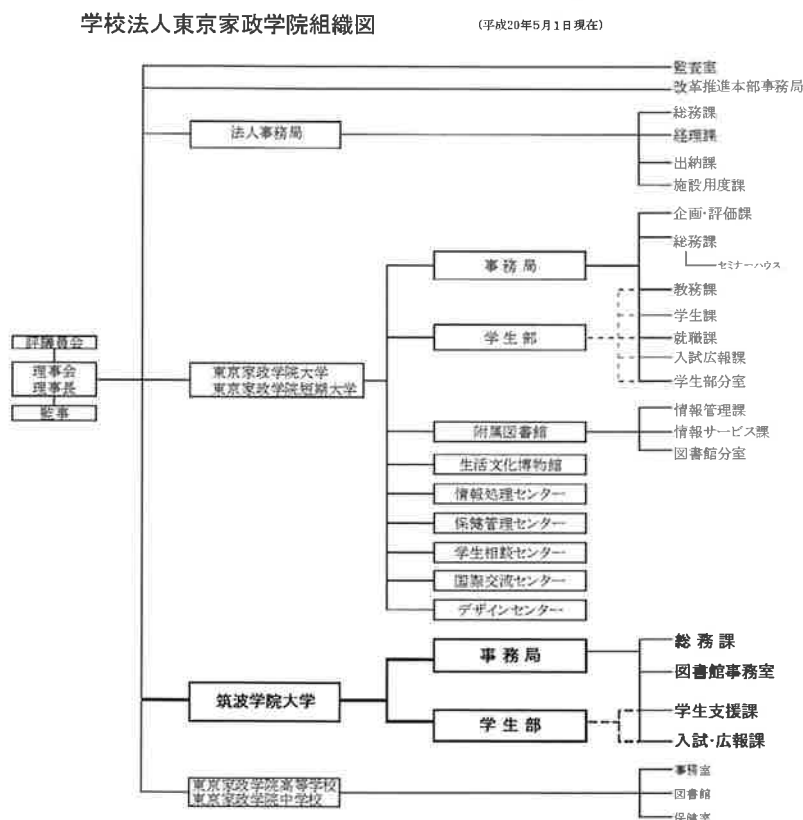 学校法人東京家政学院組織図
(平成20年5月1日現在)
監査室
改革推進本部事務局
法人事務局
総務課
経理課
出納課
施設用度課
評議員会
理事会
理事長
監事
東京家政学院大学
東京家政学院短期大学
事務局
企画・評価課
総務課
セミナーハウス
学生部
教務課
学生課
就職課
入試広報課
学生部分室
附属図書館
情報管理課
情報サービス課
図書館分室
生活文化博物館
情報処理センター
保健管理センター
学生相談センター
国際交流センター
デザインセンター
筑波学院大学
事務局
総務課
図書館事務室
学生部
学生支援課
入試・広報課
東京家政学院高等学校
東京家政学院中学校
事務室
図書館
保健室